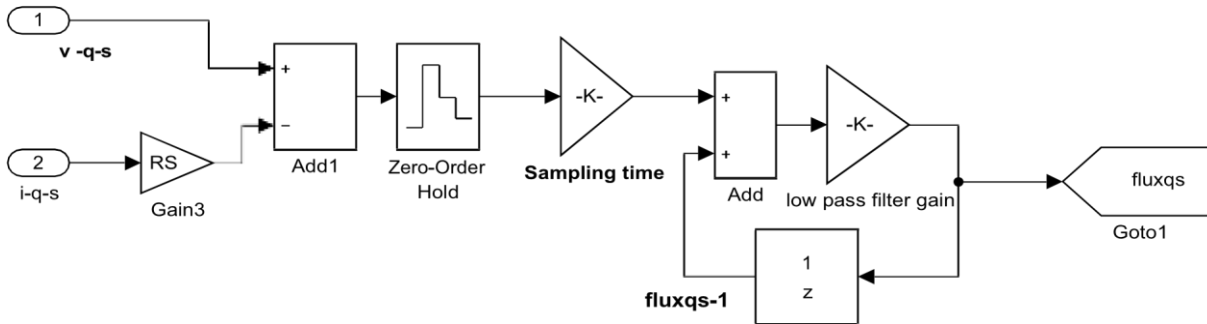 1
v -q-s
2
i-q-s
RS
Gain3
+
−
Add1
Zero-Order
Hold
-K-
Sampling time
+
+
Add
-K-
low pass filter gain
1
z
fluxqs-1
fluxqs
Goto1